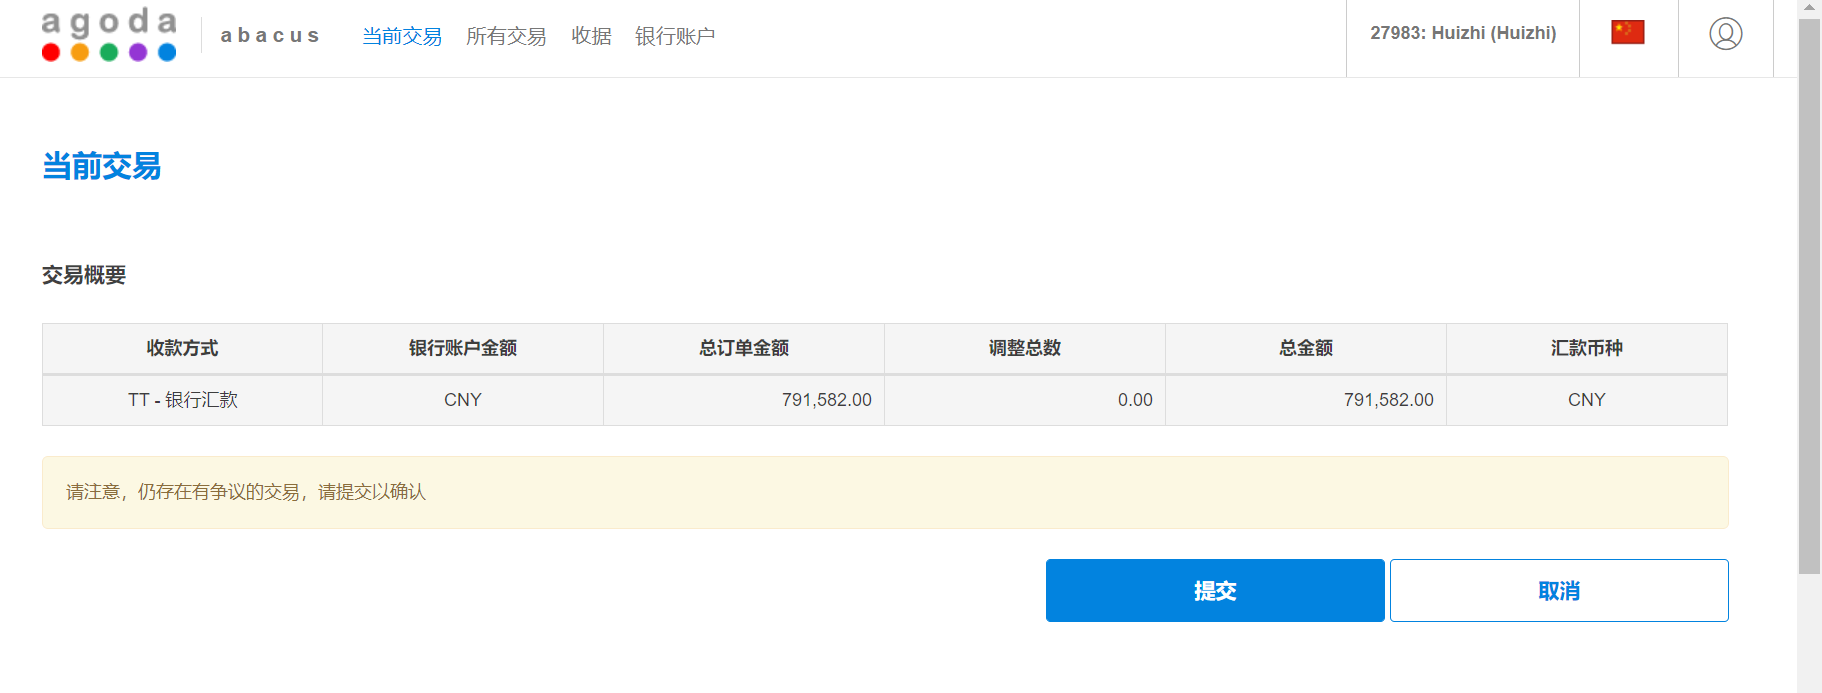 agoda abacus 当前交易 所有交易 收据 银行账户 27983: Huizhi (Huizhi)
当前交易
交易概要
收款方式 银行账户金额 总订单金额 调整总数 总金额 汇款币种
TT - 银行汇款 CNY 791,582.00 0.00 791,582.00 CNY
请注意，仍存在有争议的交易，请提交以确认
提交 取消